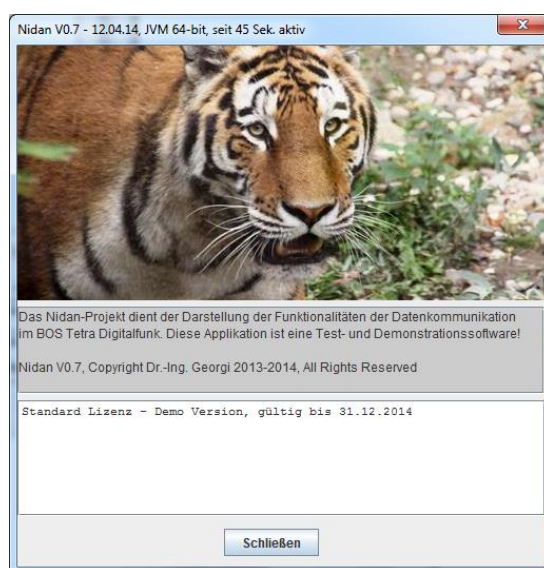 Nidan V0.7 - 12.04.14, JVM 64-bit, seit 45 Sek. aktiv
Das Nidan-Projekt dient der Darstellung der Funktionalitäten der Datenkommunikation
im BOS Tetra Digitalfunk. Diese Applikation ist eine Test- und Demonstrationssoftware!
Nidan V0.7, Copyright Dr.-Ing. Georgi 2013-2014, All Rights Reserved
Standard Lizenz - Demo Version, gültig bis 31.12.2014
Schließen